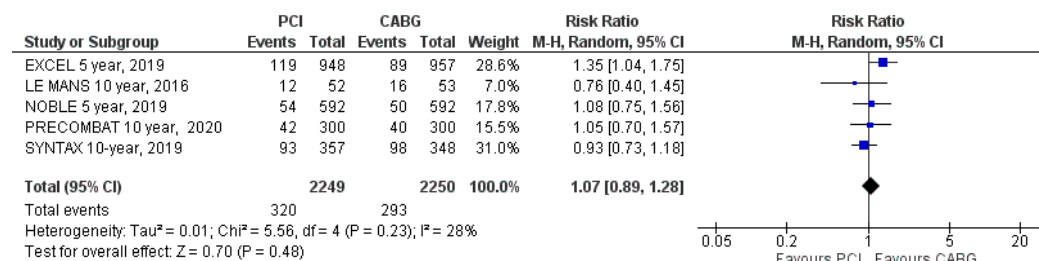 PCI CABG Risk Ratio Risk Ratio
Study or Subgroup Events Total Events Total Weight M-H, Random, 95% CI M-H, Random, 95% CI
EXCEL 5 year, 2019 119 948 89 957 28.6% 1.35 [1.04, 1.75]
LE MANS 10 year, 2016 12 52 16 53 7.0% 0.76 [0.40, 1.45]
NOBLE 5 year, 2019 54 592 50 592 17.8% 1.08 [0.75, 1.56]
PRECOMBAT 10 year, 2020 42 300 40 300 15.5% 1.05 [0.70, 1.57]
SYNTAX 10-year, 2019 93 357 98 348 31.0% 0.93 [0.73, 1.18]
Total (95% CI) 2249 2250 100.0% 1.07 [0.89, 1.28]
Total events 320 293
Heterogeneity: Tau² = 0.01; Chi² = 5.56, df = 4 (P = 0.23); I² = 28%
Test for overall effect: Z = 0.70 (P = 0.48)
0.05 0.2 1 5 20
Favours PCI Favours CABG